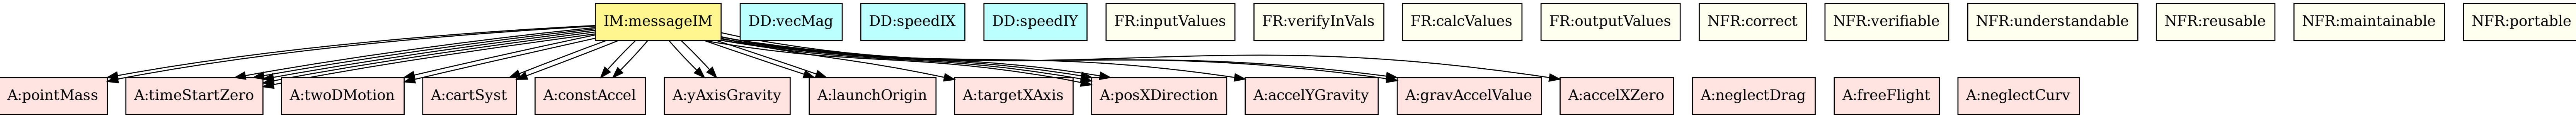 IM:messageIM
DD:vecMag
DD:speedIX
DD:speedIY
FR:inputValues
FR:verifyInVals
FR:calcValues
FR:outputValues
NFR:correct
NFR:verifiable
NFR:understandable
NFR:reusable
NFR:maintainable
NFR:portable
A:pointMass
A:timeStartZero
A:twoDMotion
A:cartSyst
A:constAccel
A:yAxisGravity
A:launchOrigin
A:targetXAxis
A:posXDirection
A:accelYGravity
A:gravAccelValue
A:accelXZero
A:neglectDrag
A:freeFlight
A:neglectCurv